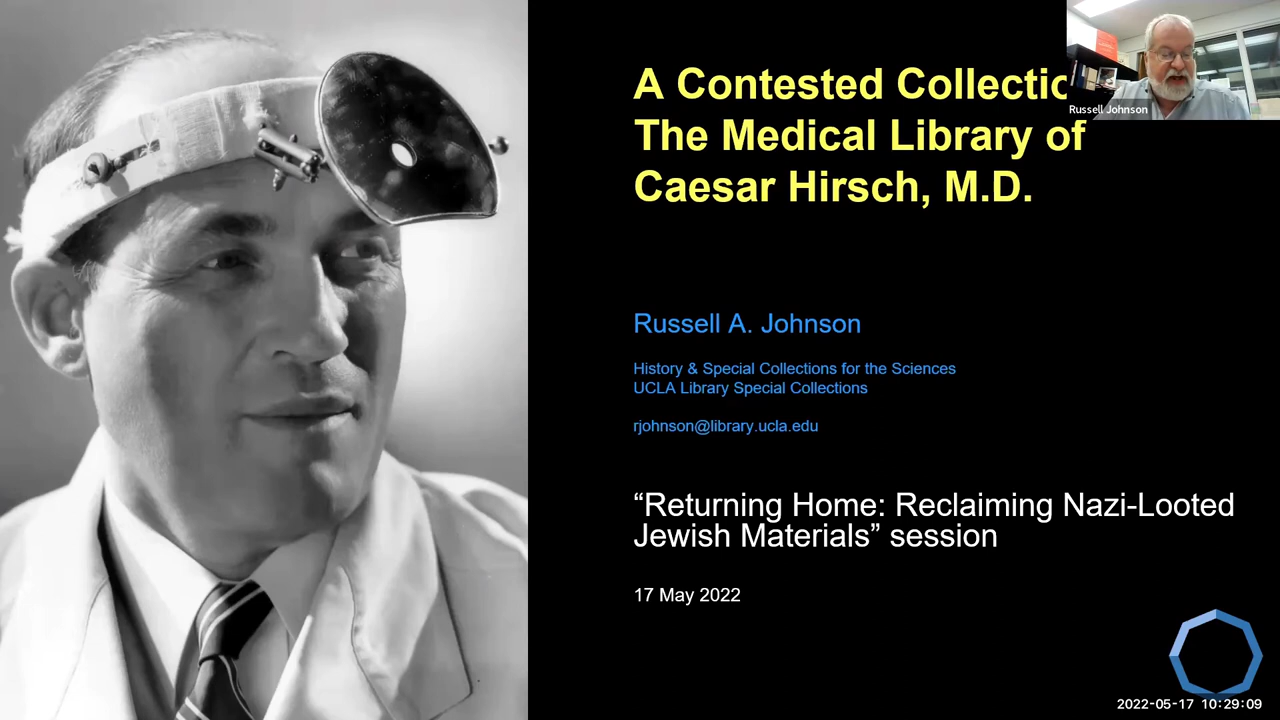 A Contested Collectio
The Medical Library of
Caesar Hirsch, M.D.
Russell Johnson
Russell A. Johnson
History & Special Collections for the Sciences
UCLA Library Special Collections
rjohnson@library.ucla.edu
“Returning Home: Reclaiming Nazi-Looted
Jewish Materials” session
17 May 2022
2022-05-17 10:29:09